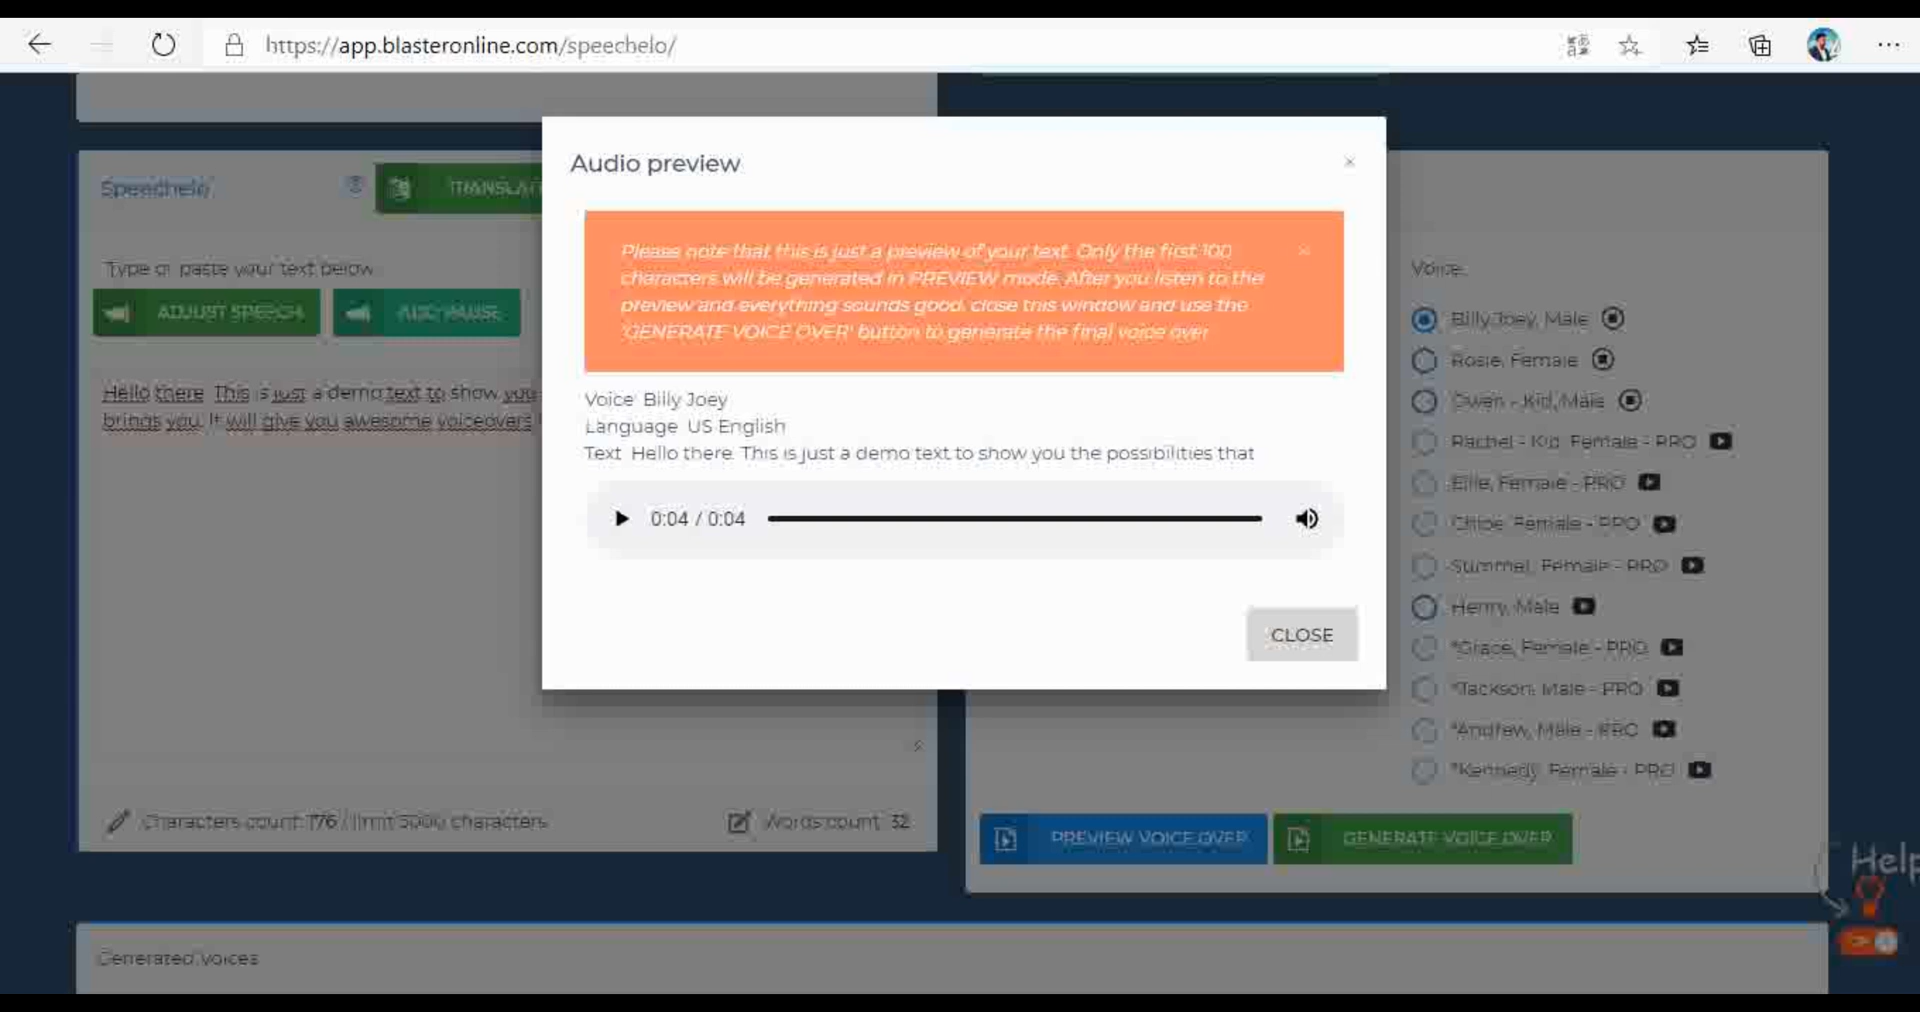 https://app.blasteronline.com/speechelo/
Audio preview
Speechelo
TRANSLAT
Please note that this is just a preview of your text. Only the first 100
characters will be generated in PREVIEW mode. After you listen to the
preview and everything sounds good, close this window and use the
'GENERATE VOICE OVER' button to generate the final voice over
Type or paste your text below
ADJUST SPEECH
ADD PAUSE
Hello there. This is just a demo text to show you
brings you. It will give you awesome voiceovers
Voice: Billy Joey
Language: US English
Text: Hello there. This is just a demo text to show you the possibilities that
0:04 / 0:04
CLOSE
Voice:
Billy Joey, Male
Rosie, Female
Owen - Kid, Male
Rachel - Kid, Female - PRO
Ellie, Female - PRO
Chloe, Female - PRO
Summer, Female - PRO
Henry, Male
*Grace, Female - PRO
*Jackson, Male - PRO
*Andrew, Male - PRO
*Kennedy, Female - PRO
Characters count: 176 / limit 5000 characters
Words count: 32
PREVIEW VOICE OVER
GENERATE VOICE OVER
Help
Generated Voices